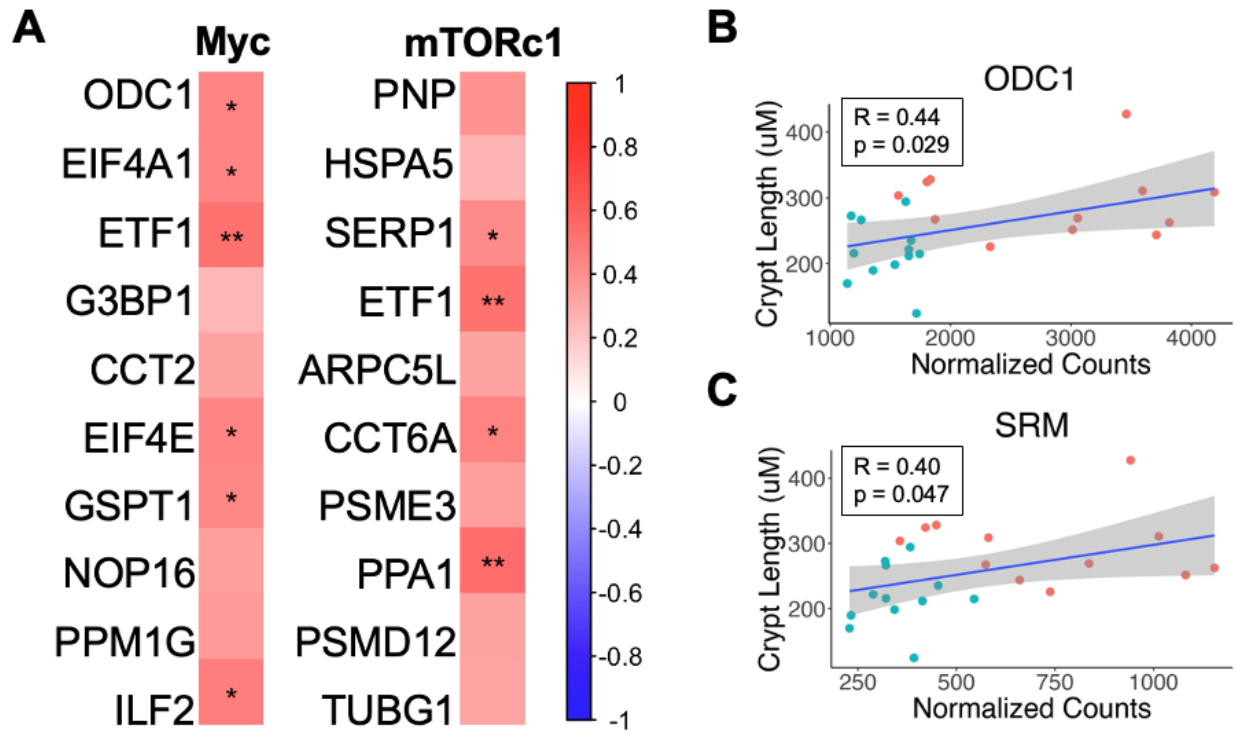 A
Myc
mTORc1
ODC1 *
EIF4A1 *
ETF1 **
G3BP1
CCT2
EIF4E *
GSPT1 *
NOP16
PPM1G
ILF2 *
PNP
HSPA5
SERP1 *
ETF1 **
ARPC5L
CCT6A *
PSME3
PPA1 **
PSMD12
TUBG1
1
0.8
0.6
0.4
0.2
0
-0.2
-0.4
-0.6
-0.8
-1
B
ODC1
R = 0.44
p = 0.029
Crypt Length (uM)
400
300
200
1000 2000 3000 4000
Normalized Counts
C
SRM
R = 0.40
p = 0.047
Crypt Length (uM)
400
300
200
250 500 750 1000
Normalized Counts